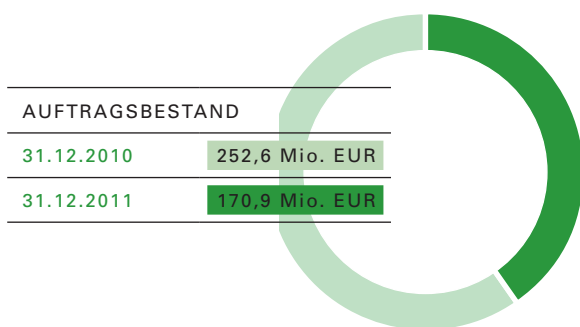 AUFTRAGSBESTAND
31.12.2010 252,6 Mio. EUR
31.12.2011 170,9 Mio. EUR